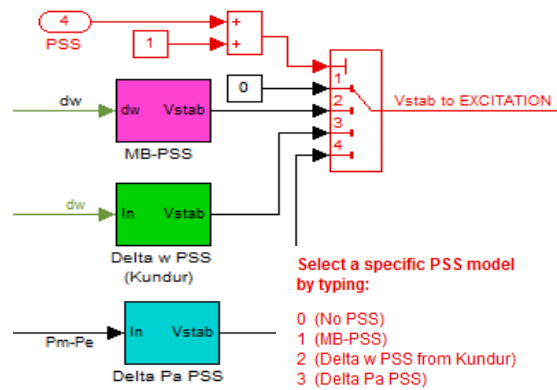 4
PSS
1
+
+
0
1
2
3
4
Vstab to EXCITATION
dw
dw Vstab
MB-PSS
dw
In Vstab
Delta w PSS
(Kundur)
Pm-Pe
In Vstab
Delta Pa PSS
Select a specific PSS model
by typing:
0 (No PSS)
1 (MB-PSS)
2 (Delta w PSS from Kundur)
3 (Delta Pa PSS)